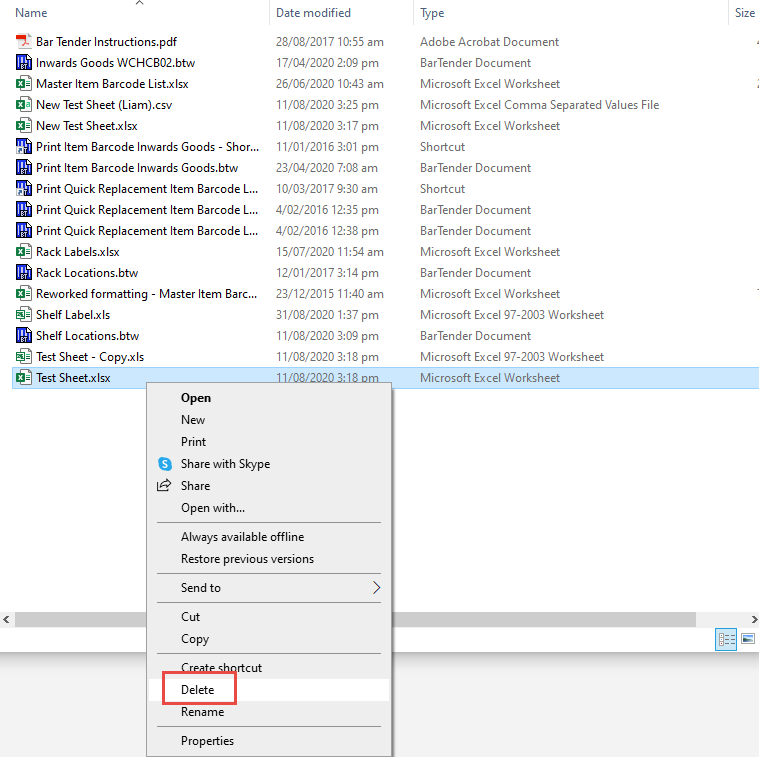 Name Date modified Type Size
Bar Tender Instructions.pdf 28/08/2017 10:55 am Adobe Acrobat Document
Inwards Goods WCHCB02.btw 17/04/2020 2:09 pm BarTender Document
Master Item Barcode List.xlsx 26/06/2020 10:43 am Microsoft Excel Worksheet
New Test Sheet (Liam).csv 11/08/2020 3:25 pm Microsoft Excel Comma Separated Values File
New Test Sheet.xlsx 11/08/2020 3:17 pm Microsoft Excel Worksheet
Print Item Barcode Inwards Goods - Shor... 11/01/2016 3:01 pm Shortcut
Print Item Barcode Inwards Goods.btw 23/04/2020 7:08 am BarTender Document
Print Quick Replacement Item Barcode L... 10/03/2017 9:30 am Shortcut
Print Quick Replacement Item Barcode L... 4/02/2016 12:35 pm BarTender Document
Print Quick Replacement Item Barcode L... 4/02/2016 12:38 pm BarTender Document
Rack Labels.xlsx 15/07/2020 11:54 am Microsoft Excel Worksheet
Rack Locations.btw 12/01/2017 3:14 pm BarTender Document
Reworked formatting - Master Item Barc... 23/12/2015 11:40 am Microsoft Excel Worksheet
Shelf Label.xls 31/08/2020 1:37 pm Microsoft Excel 97-2003 Worksheet
Shelf Locations.btw 11/08/2020 3:09 pm BarTender Document
Test Sheet - Copy.xls 11/08/2020 3:18 pm Microsoft Excel 97-2003 Worksheet
Test Sheet.xlsx 11/08/2020 3:18 pm Microsoft Excel Worksheet
Open
New
Print
Share with Skype
Share
Open with...
Always available offline
Restore previous versions
Send to
Cut
Copy
Create shortcut
Delete
Rename
Properties